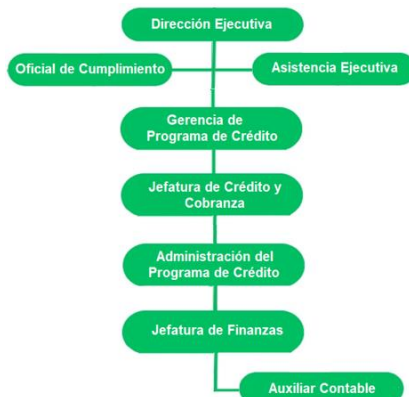 Dirección Ejecutiva
Oficial de Cumplimiento
Asistencia Ejecutiva
Gerencia de
Programa de Crédito
Jefatura de Crédito y
Cobranza
Administración del
Programa de Crédito
Jefatura de Finanzas
Auxiliar Contable